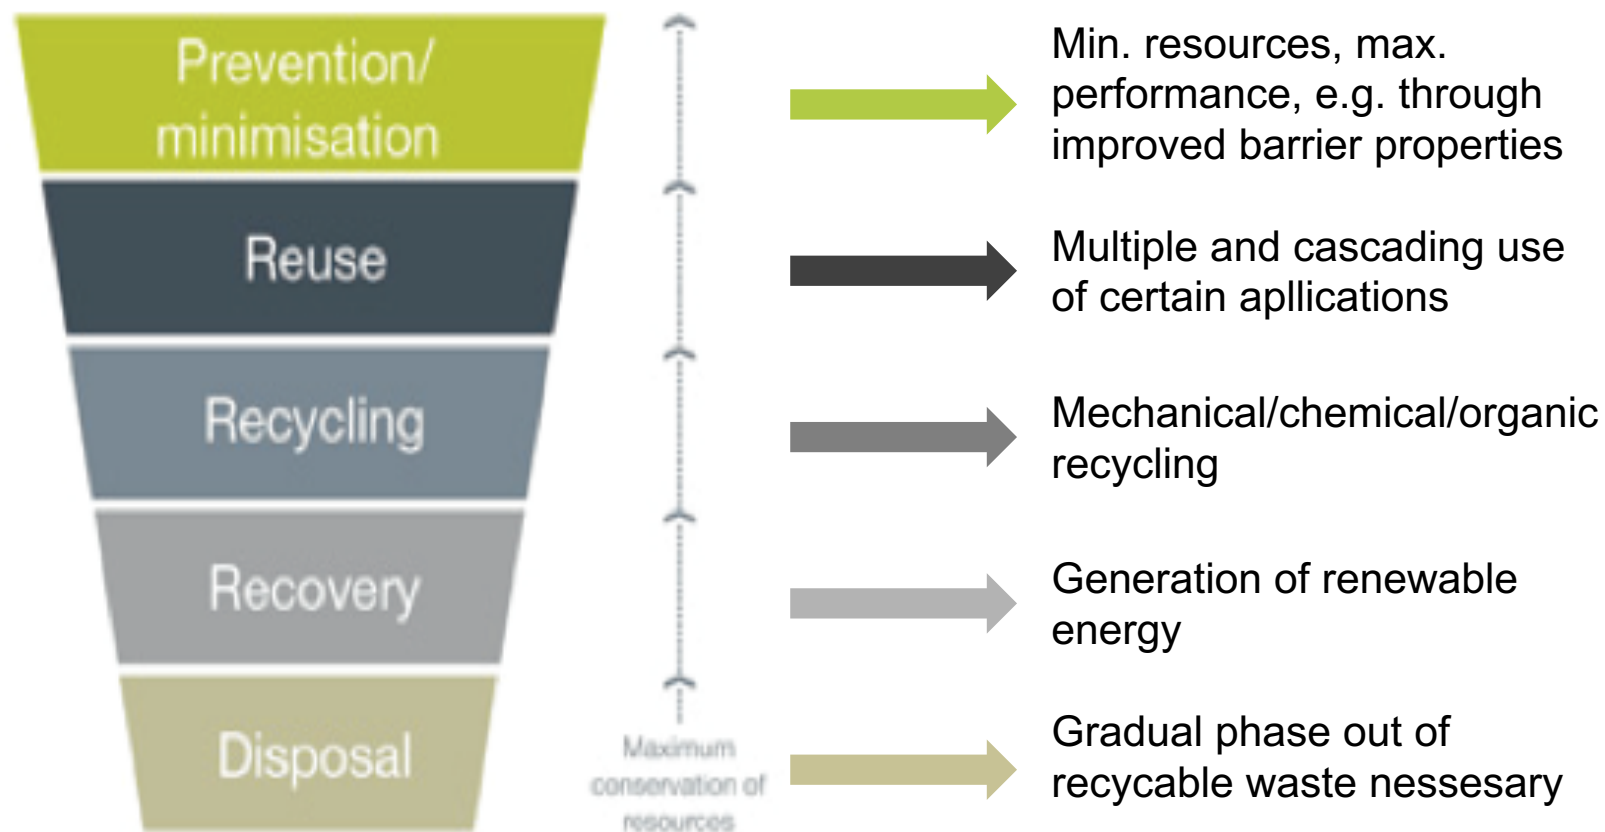 Prevention/
minimisation
Min. resources, max.
performance, e.g. through
improved barrier properties
Reuse
Multiple and cascading use
of certain apllications
Recycling
Mechanical/chemical/organic
recycling
Recovery
Generation of renewable
energy
Disposal
Maximum
conservation of
resources
Gradual phase out of
recycable waste nessesary